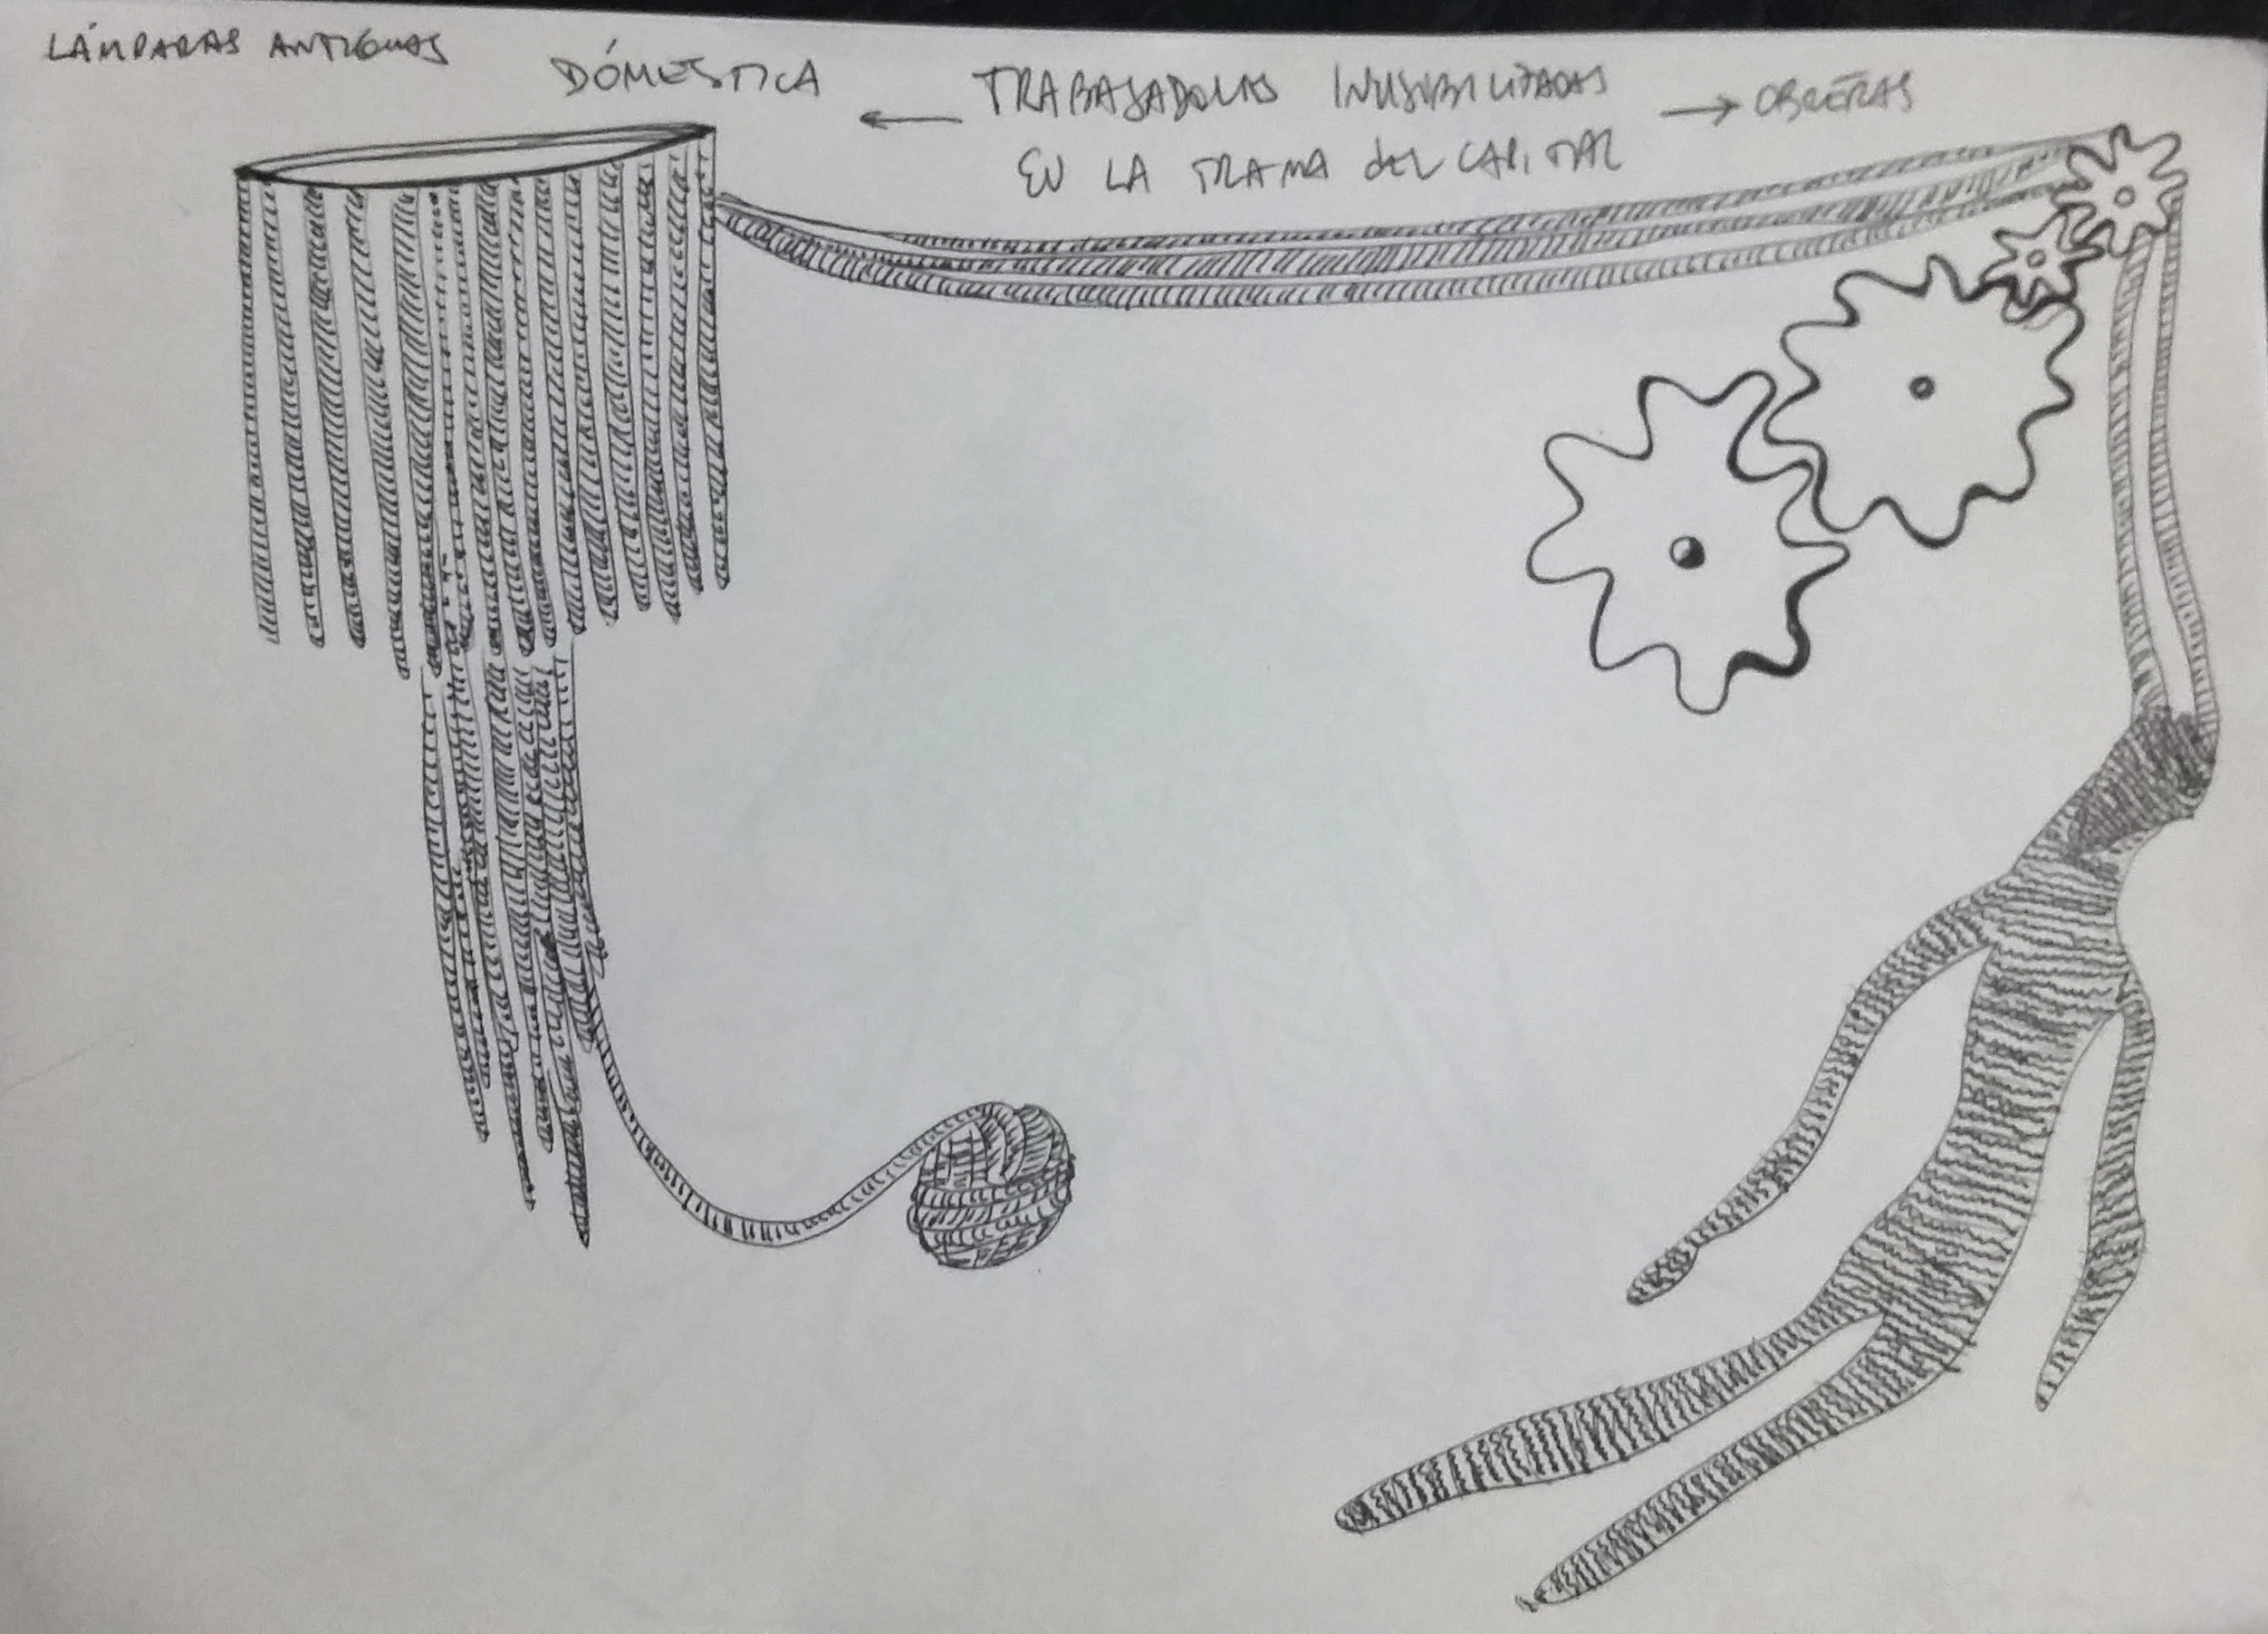 LÁMPARAS ANTIGUAS
DÓMESTICA ← TRABAJADORAS INVISIBILIZADAS → OBRERAS
EN LA TRAMA del CAPITAL